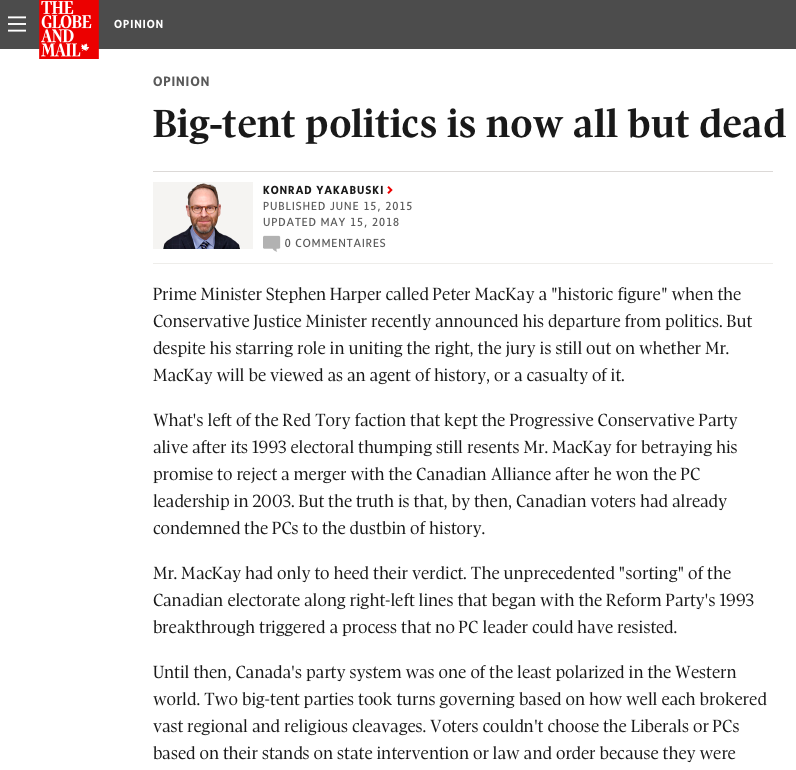 THE
GLOBE
AND
MAIL
OPINION
OPINION
Big-tent politics is now all but dead
KONRAD YAKABUSKI
PUBLISHED JUNE 15, 2015
UPDATED MAY 15, 2018
0 COMMENTAIRES
Prime Minister Stephen Harper called Peter MacKay a "historic figure" when the
Conservative Justice Minister recently announced his departure from politics. But
despite his starring role in uniting the right, the jury is still out on whether Mr.
MacKay will be viewed as an agent of history, or a casualty of it.
What's left of the Red Tory faction that kept the Progressive Conservative Party
alive after its 1993 electoral thumping still resents Mr. MacKay for betraying his
promise to reject a merger with the Canadian Alliance after he won the PC
leadership in 2003. But the truth is that, by then, Canadian voters had already
condemned the PCs to the dustbin of history.
Mr. MacKay had only to heed their verdict. The unprecedented "sorting" of the
Canadian electorate along right-left lines that began with the Reform Party's 1993
breakthrough triggered a process that no PC leader could have resisted.
Until then, Canada's party system was one of the least polarized in the Western
world. Two big-tent parties took turns governing based on how well each brokered
vast regional and religious cleavages. Voters couldn't choose the Liberals or PCs
based on their stands on state intervention or law and order because they were